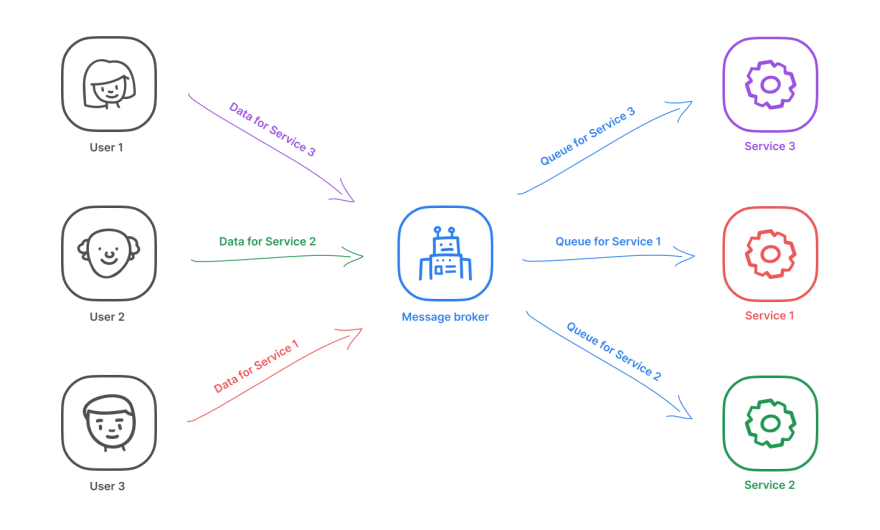 User 1
Data for Service 3
Queue for Service 3
Service 3
User 2
Data for Service 2
Message broker
Queue for Service 1
Service 1
User 3
Data for Service 1
Queue for Service 2
Service 2